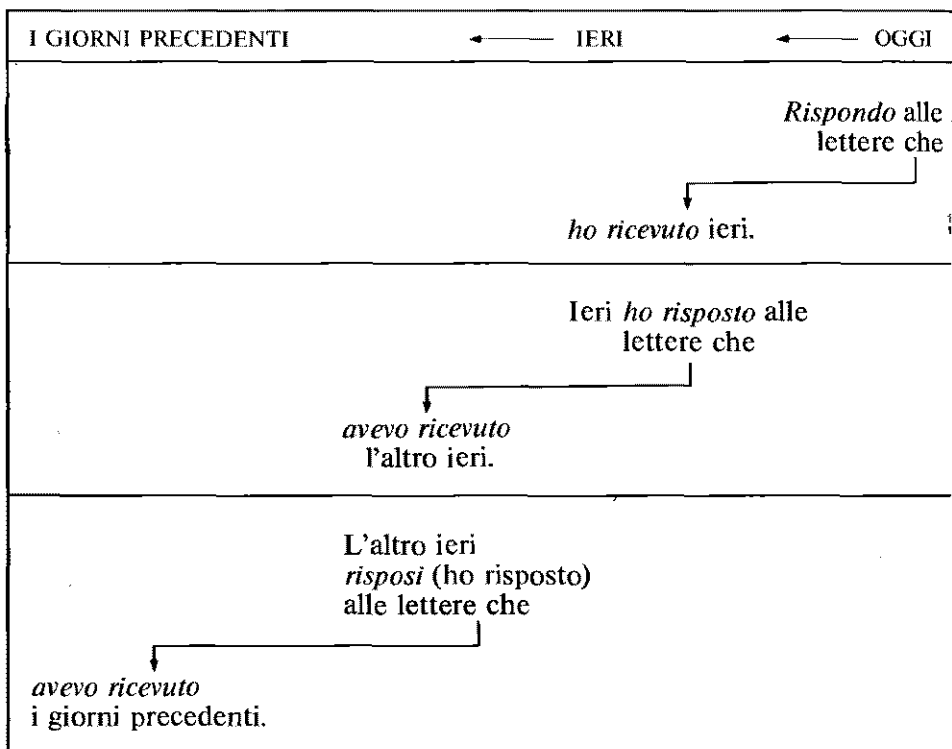 I GIORNI PRECEDENTI ← IERI ← OGGI
Rispondo alle
lettere che
ho ricevuto ieri.
Ieri ho risposto alle
lettere che
avevo ricevuto
l'altro ieri.
L'altro ieri
risposi (ho risposto)
alle lettere che
avevo ricevuto
i giorni precedenti.